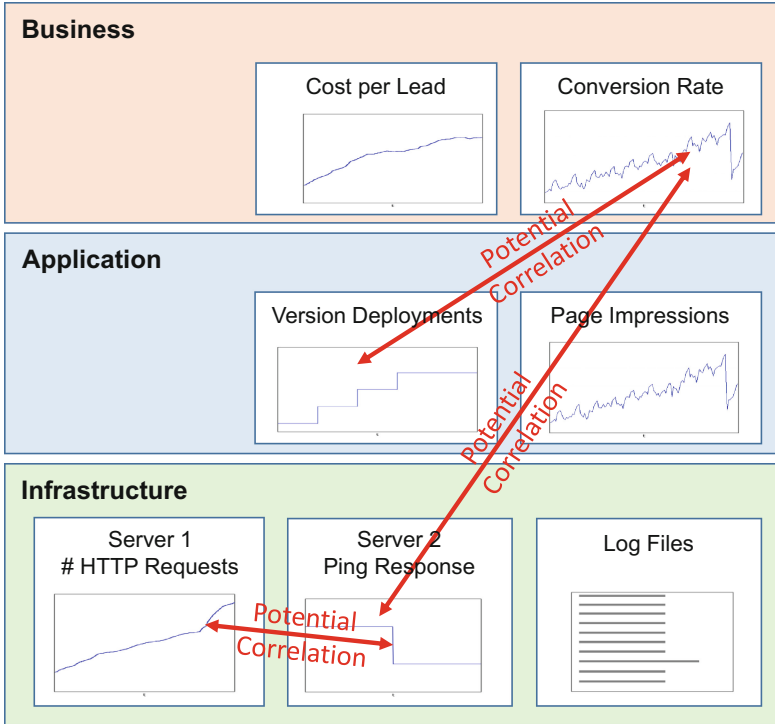 Business
Cost per Lead
Conversion Rate
Potential
Correlation
Application
Version Deployments
Page Impressions
Potential
Correlation
Infrastructure
Server 1
# HTTP Requests
Server 2
Ping Response
Log Files
Potential
Correlation